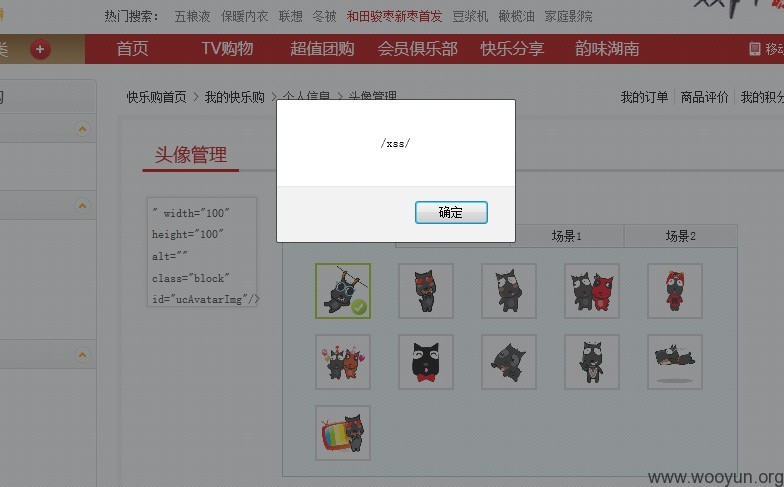 热门搜索： 五粮液 保暖内衣 联想 冬被 和田骏枣新枣首发 豆浆机 橄榄油 家庭影院
类 + 首页 TV购物 超值团购 会员俱乐部 快乐分享 韵味湖南 移动
快乐购首页 > 我的快乐购 > 个人信息 > 头像管理 我的订单 商品评价 我的积分
/xss/
确定
头像管理
" width="100"
height="100"
alt=""
class="block"
id="ucAvatarImg"/>
场景1 场景2
www.wooyun.org